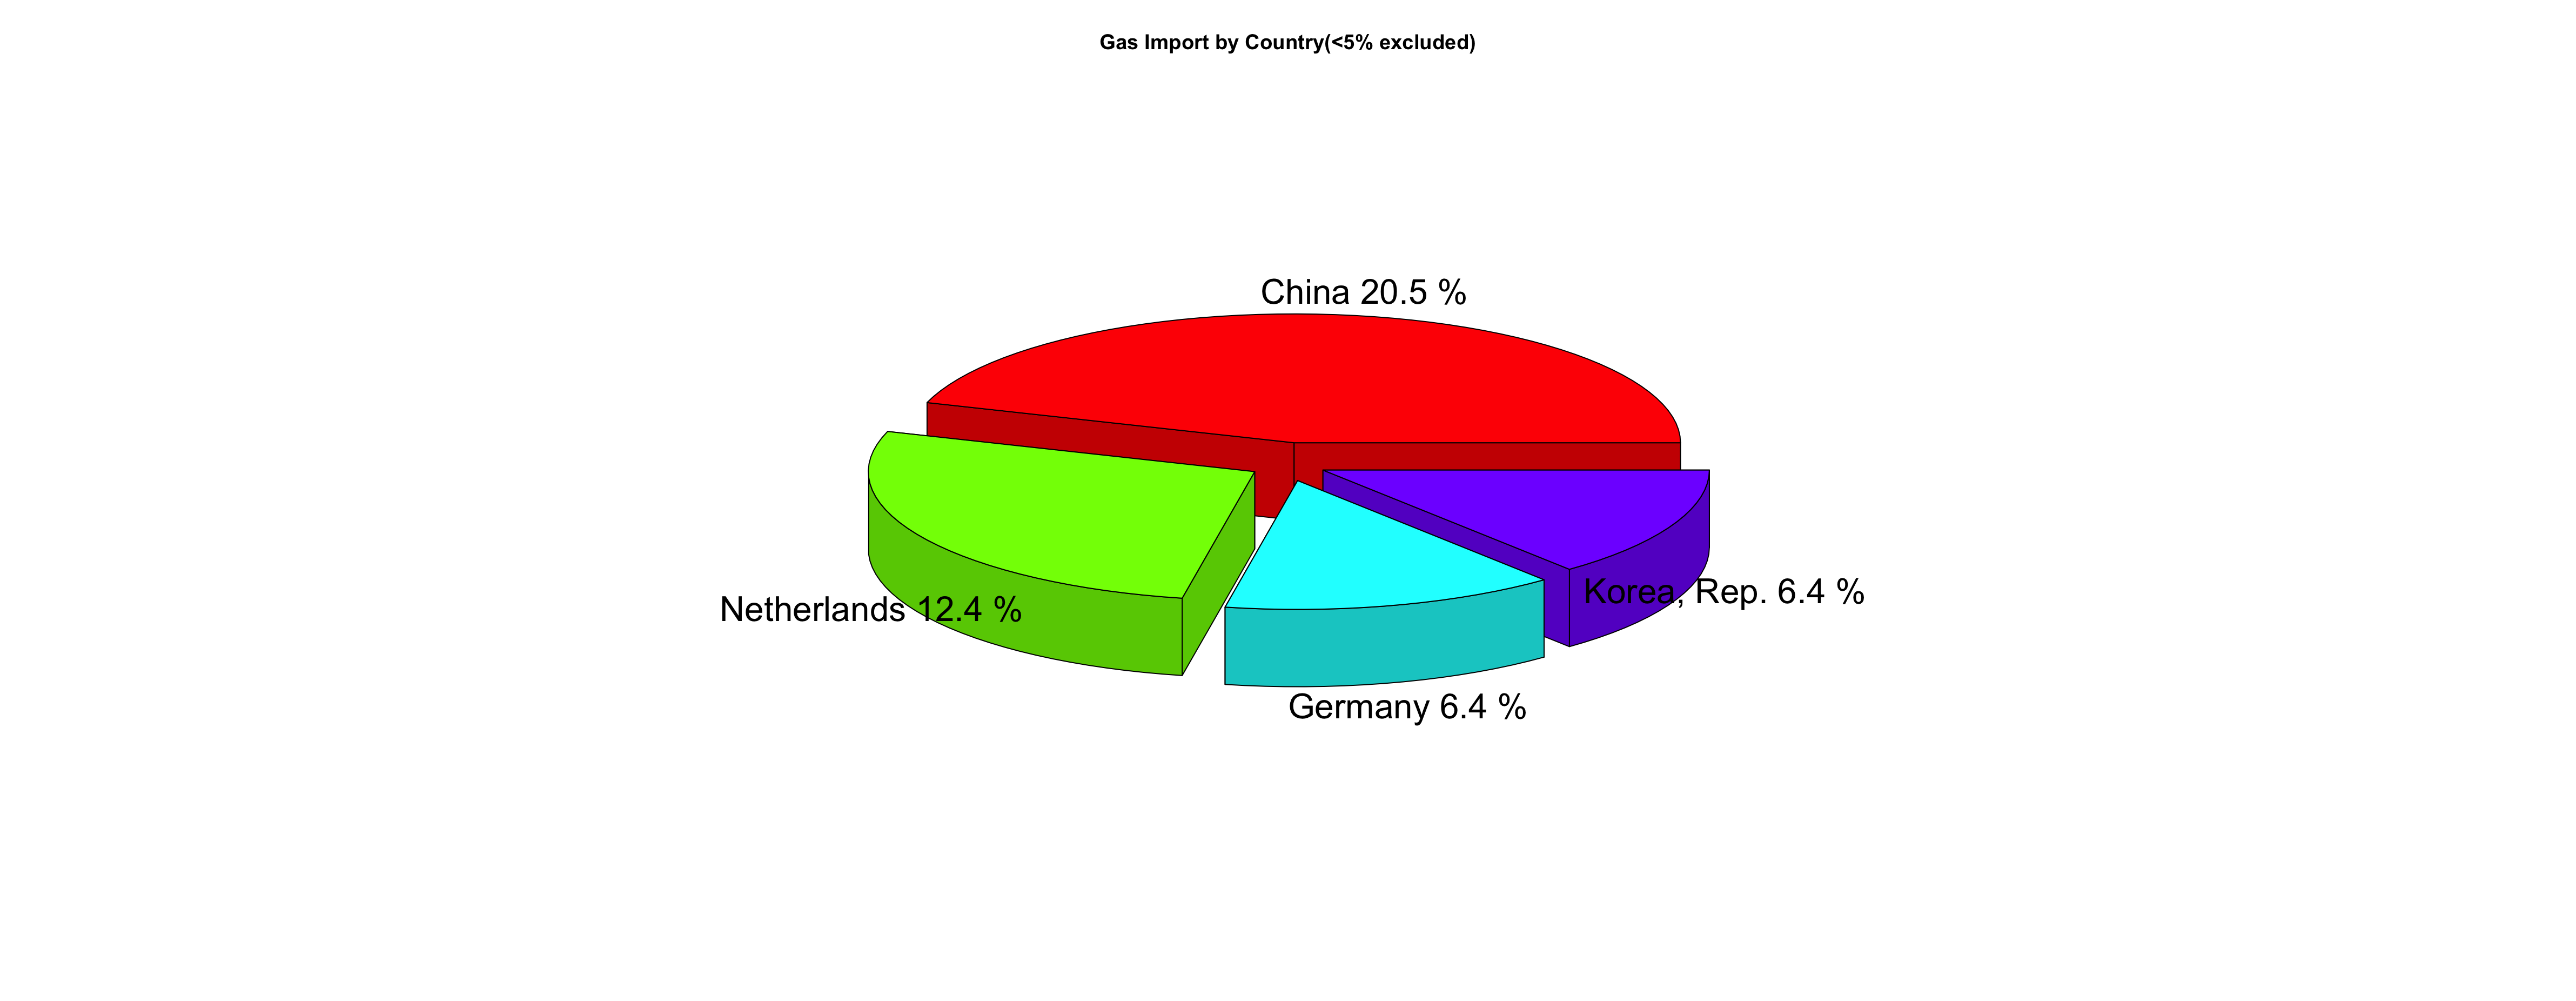 Gas Import by Country(<5% excluded)
China 20.5 %
Netherlands 12.4 %
Korea, Rep. 6.4 %
Germany 6.4 %